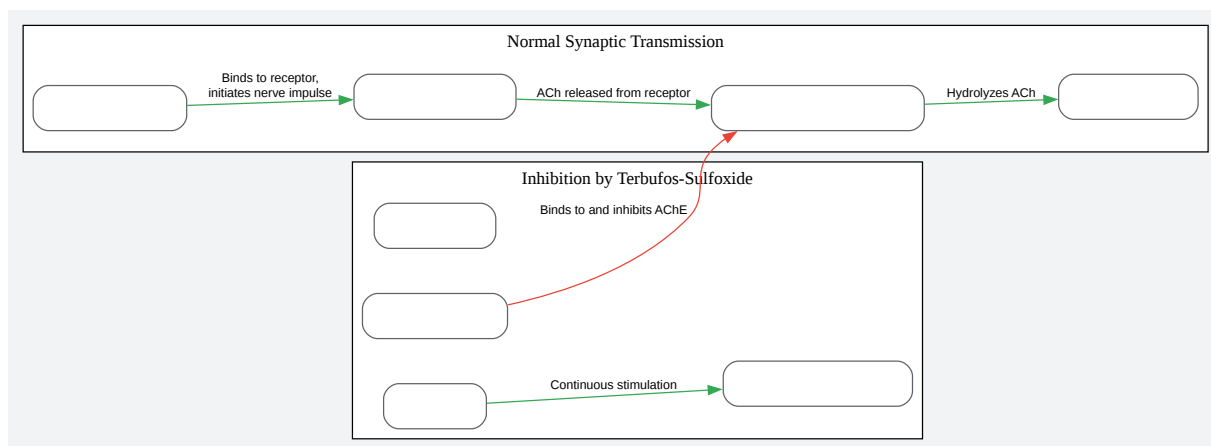 Normal Synaptic Transmission
Binds to receptor,
initiates nerve impulse
ACh released from receptor
Hydrolyzes ACh
Inhibition by Terbufos-Sulfoxide
Binds to and inhibits AChE
Continuous stimulation